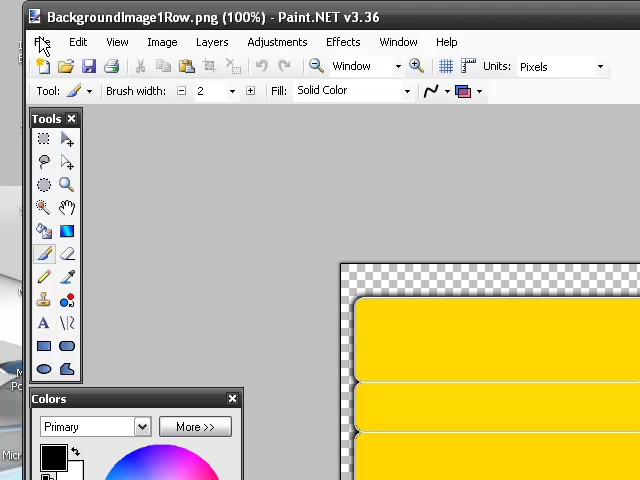 BackgroundImage1Row.png (100%) - Paint.NET v3.36
Edit View Image Layers Adjustments Effects Window Help
Window Units: Pixels
Tool: Brush width: 2 Fill: Solid Color
Tools
A
Colors
Primary More >>
Micr